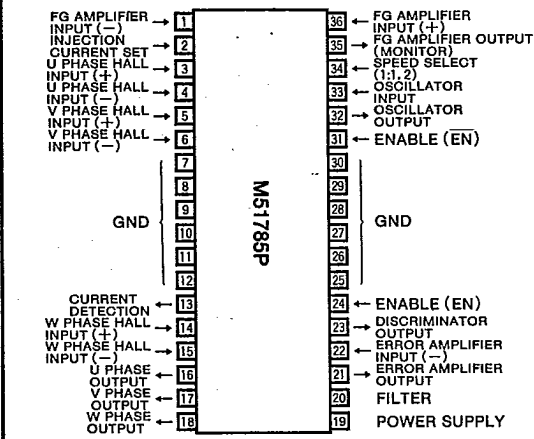 FG AMPLIFIER
INPUT (−)
INJECTION
CURRENT SET
U PHASE HALL
INPUT (+)
U PHASE HALL
INPUT (−)
V PHASE HALL
INPUT (+)
V PHASE HALL
INPUT (−)
GND
CURRENT
DETECTION
W PHASE HALL
INPUT (+)
W PHASE HALL
INPUT (−)
U PHASE
OUTPUT
V PHASE
OUTPUT
W PHASE
OUTPUT
1
2
3
4
5
6
7
8
9
10
11
12
13
14
15
16
17
18
M51785P
36
35
34
33
32
31
30
29
28
27
26
25
24
23
22
21
20
19
FG AMPLIFIER
INPUT (+)
FG AMPLIFIER OUTPUT
(MONITOR)
SPEED SELECT
(1:1, 2)
OSCILLATOR
INPUT
OSCILLATOR
OUTPUT
ENABLE (E̅N̅)
GND
ENABLE (EN)
DISCRIMINATOR
OUTPUT
ERROR AMPLIFIER
INPUT (−)
ERROR AMPLIFIER
OUTPUT
FILTER
POWER SUPPLY